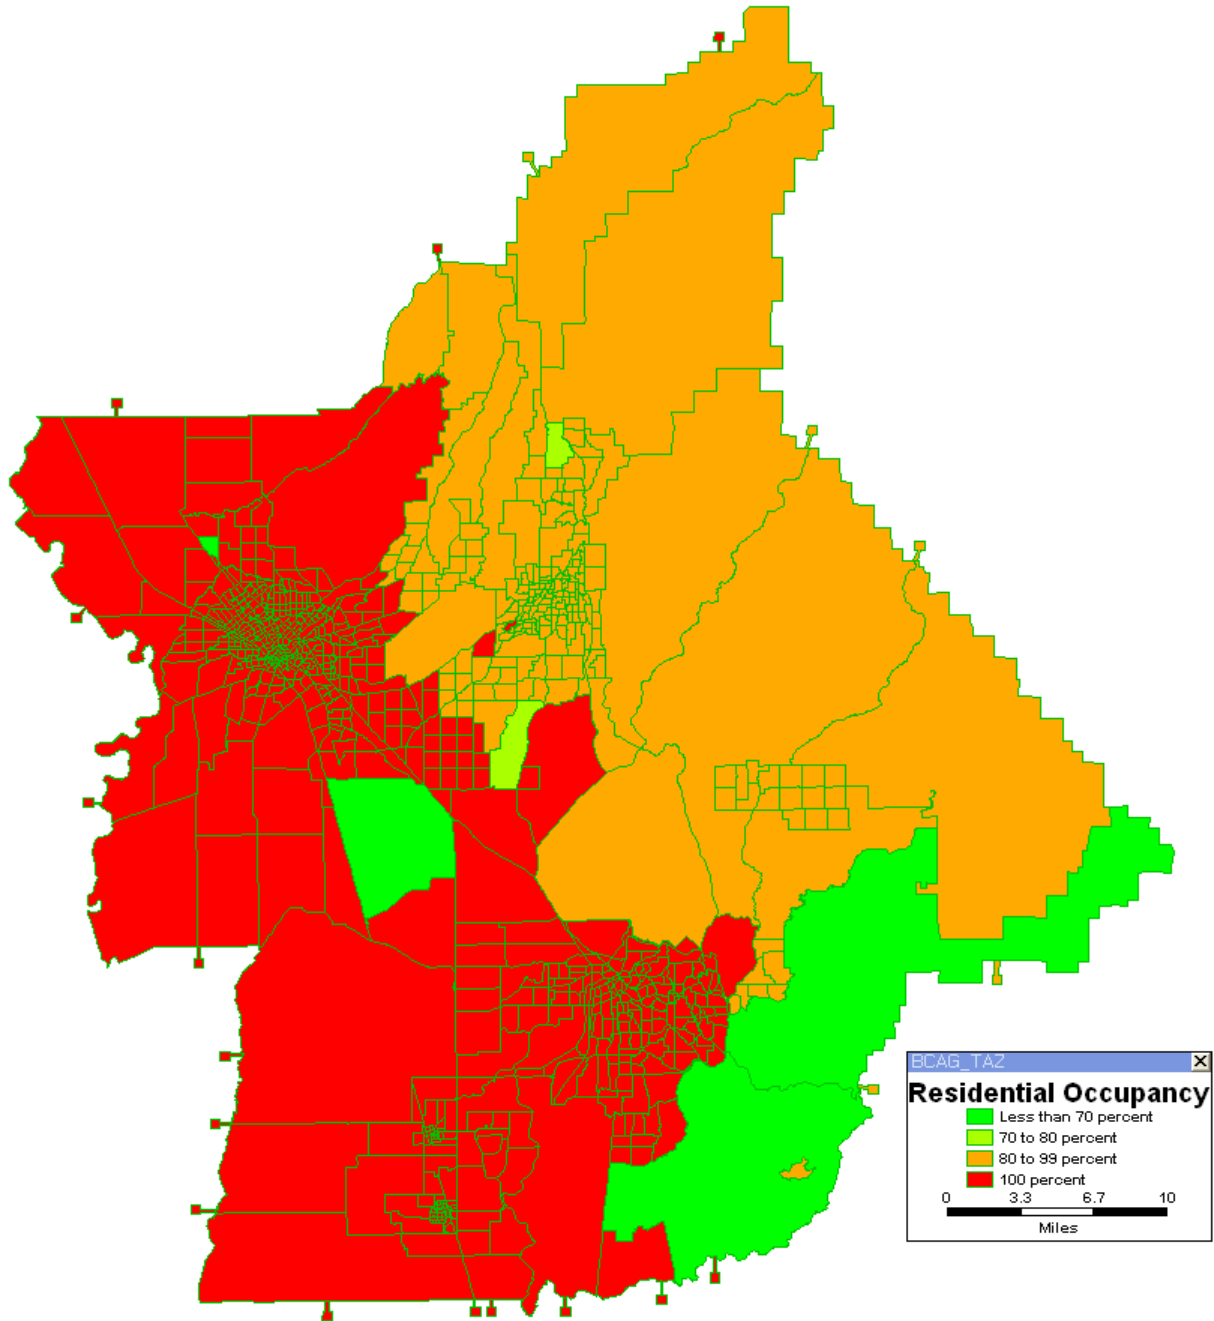 BCAG_TAZ
Residential Occupancy
Less than 70 percent
70 to 80 percent
80 to 99 percent
100 percent
0 3.3 6.7 10
Miles